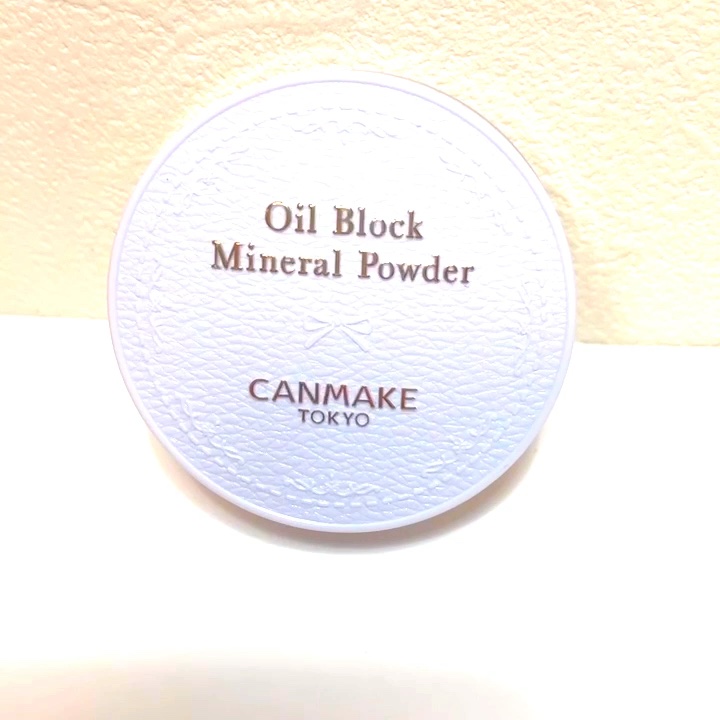 Oil Block
Mineral Powder
CANMAKE
TOKYO